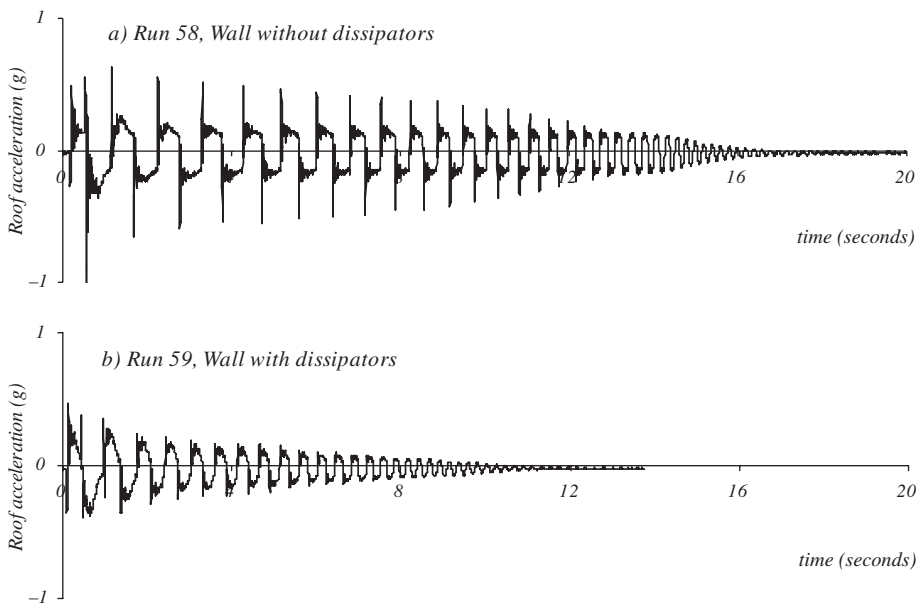 1
a) Run 58, Wall without dissipators
Roof acceleration (g)
0
0 4 8 12 16 20
time (seconds)
–1
1
b) Run 59, Wall with dissipators
Roof acceleration (g)
0
0 4 8 12 16 20
time (seconds)
–1